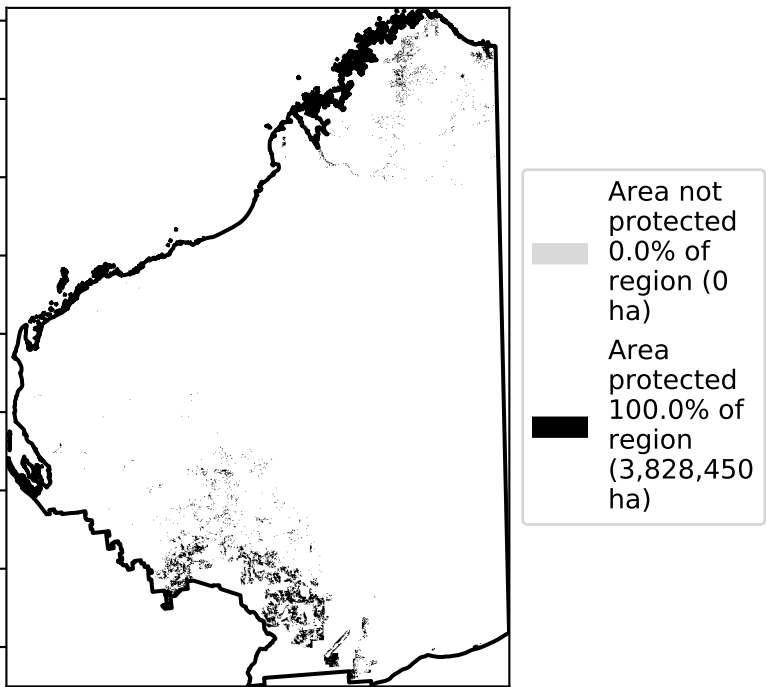 Area not
protected
0.0% of
region (0
ha)
Area
protected
100.0% of
region
(3,828,450
ha)